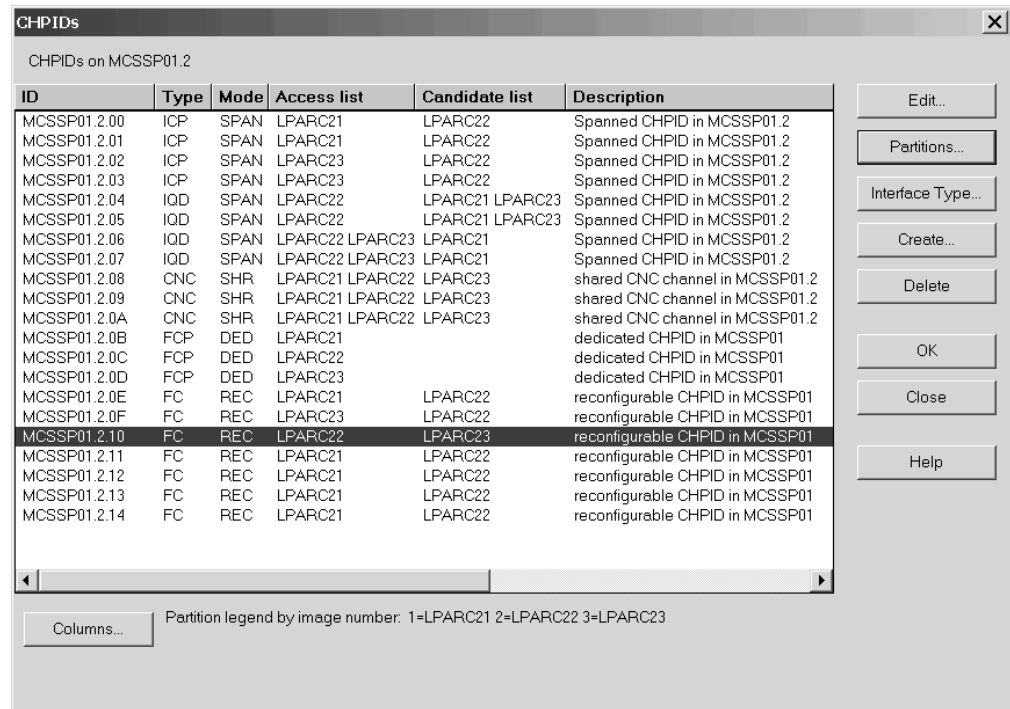 CHPIDs
CHPIDs on MCSSP01.2
ID Type Mode Access list Candidate list Description
MCSSP01.2.00 ICP SPAN LPARC21 LPARC22 Spanned CHPID in MCSSP01.2
MCSSP01.2.01 ICP SPAN LPARC21 LPARC22 Spanned CHPID in MCSSP01.2
MCSSP01.2.02 ICP SPAN LPARC23 LPARC22 Spanned CHPID in MCSSP01.2
MCSSP01.2.03 ICP SPAN LPARC23 LPARC22 Spanned CHPID in MCSSP01.2
MCSSP01.2.04 IQD SPAN LPARC22 LPARC21 LPARC23 Spanned CHPID in MCSSP01.2
MCSSP01.2.05 IQD SPAN LPARC22 LPARC21 LPARC23 Spanned CHPID in MCSSP01.2
MCSSP01.2.06 IQD SPAN LPARC22 LPARC23 LPARC21 Spanned CHPID in MCSSP01.2
MCSSP01.2.07 IQD SPAN LPARC22 LPARC23 LPARC21 Spanned CHPID in MCSSP01.2
MCSSP01.2.08 CNC SHR LPARC21 LPARC22 LPARC23 shared CNC channel in MCSSP01.2
MCSSP01.2.09 CNC SHR LPARC21 LPARC22 LPARC23 shared CNC channel in MCSSP01.2
MCSSP01.2.0A CNC SHR LPARC21 LPARC22 LPARC23 shared CNC channel in MCSSP01.2
MCSSP01.2.0B FCP DED LPARC21 dedicated CHPID in MCSSP01
MCSSP01.2.0C FCP DED LPARC22 dedicated CHPID in MCSSP01
MCSSP01.2.0D FCP DED LPARC23 dedicated CHPID in MCSSP01
MCSSP01.2.0E FC REC LPARC21 LPARC22 reconfigurable CHPID in MCSSP01
MCSSP01.2.0F FC REC LPARC23 LPARC22 reconfigurable CHPID in MCSSP01
MCSSP01.2.10 FC REC LPARC22 LPARC23 reconfigurable CHPID in MCSSP01
MCSSP01.2.11 FC REC LPARC21 LPARC22 reconfigurable CHPID in MCSSP01
MCSSP01.2.12 FC REC LPARC21 LPARC22 reconfigurable CHPID in MCSSP01
MCSSP01.2.13 FC REC LPARC21 LPARC22 reconfigurable CHPID in MCSSP01
MCSSP01.2.14 FC REC LPARC21 LPARC22 reconfigurable CHPID in MCSSP01
Edit...
Partitions...
Interface Type...
Create...
Delete
OK
Close
Help
Columns...
Partition legend by image number: 1=LPARC21 2=LPARC22 3=LPARC23